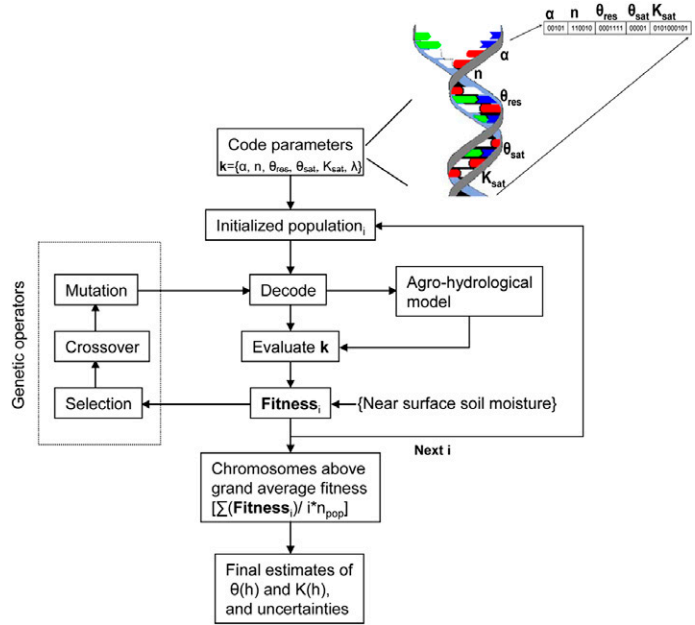 α n θres θsat Ksat
00101 110010 0001111 00001 0101000101
α
n
θres
θsat
Ksat
Code parameters
k={α, n, θres, θsat, Ksat, λ}
Initialized populationi
Genetic operators
Mutation
Decode
Agro-hydrological
model
Crossover
Evaluate k
Selection
Fitnessi
{Near surface soil moisture}
Next i
Chromosomes above
grand average fitness
[∑(Fitnessi)/ i*npop]
Final estimates of
θ(h) and K(h),
and uncertainties